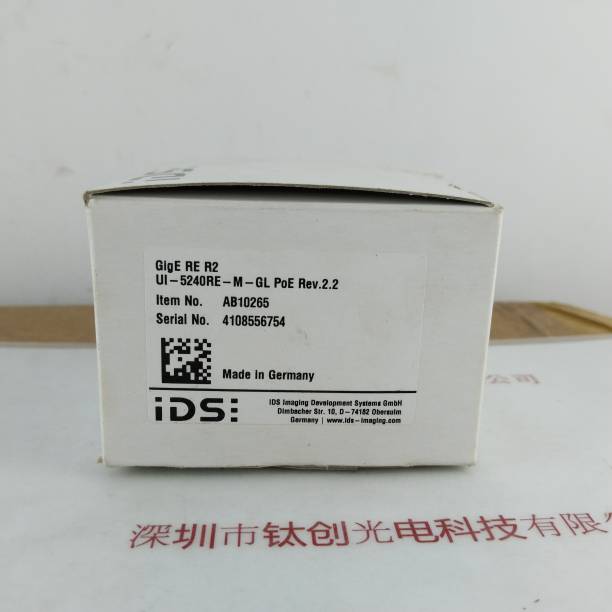 GigE RE R2
UI-5240RE-M-GL PoE Rev.2.2
Item No. AB10265
Serial No. 4108556754
Made in Germany
iDS
IDS Imaging Development Systems GmbH
Dimbacher Str. 10, D-74182 Obersulm
Germany | www.ids-imaging.com
公司
深圳市钛创光电科技有限